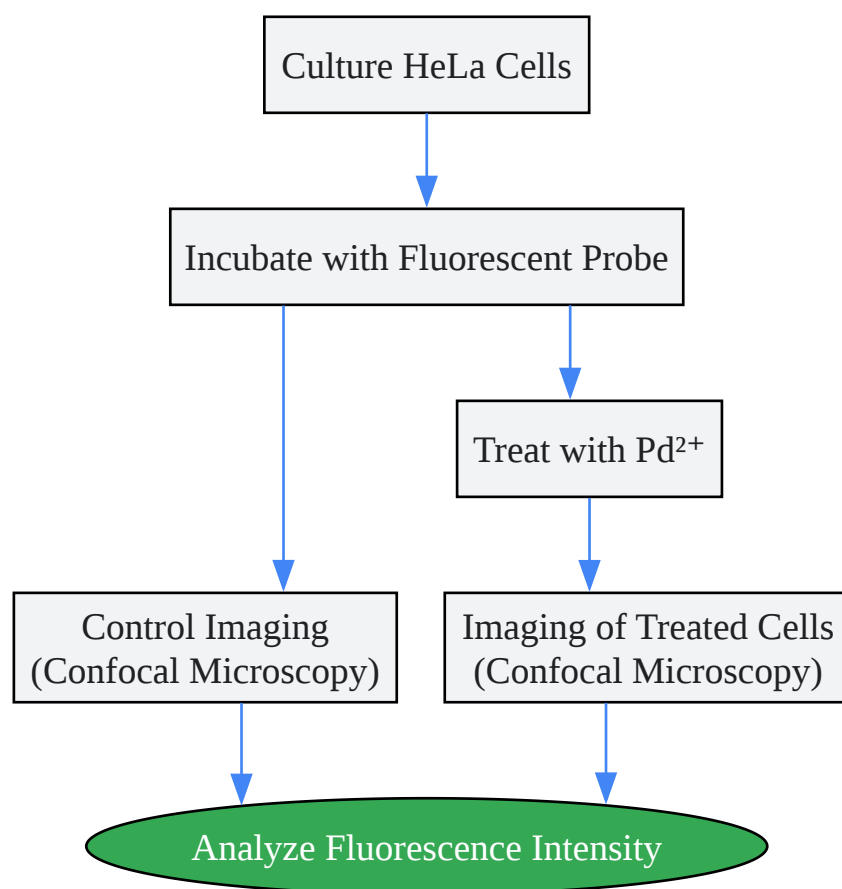 Culture HeLa Cells
Incubate with Fluorescent Probe
Treat with Pd²⁺
Control Imaging
(Confocal Microscopy)
Imaging of Treated Cells
(Confocal Microscopy)
Analyze Fluorescence Intensity